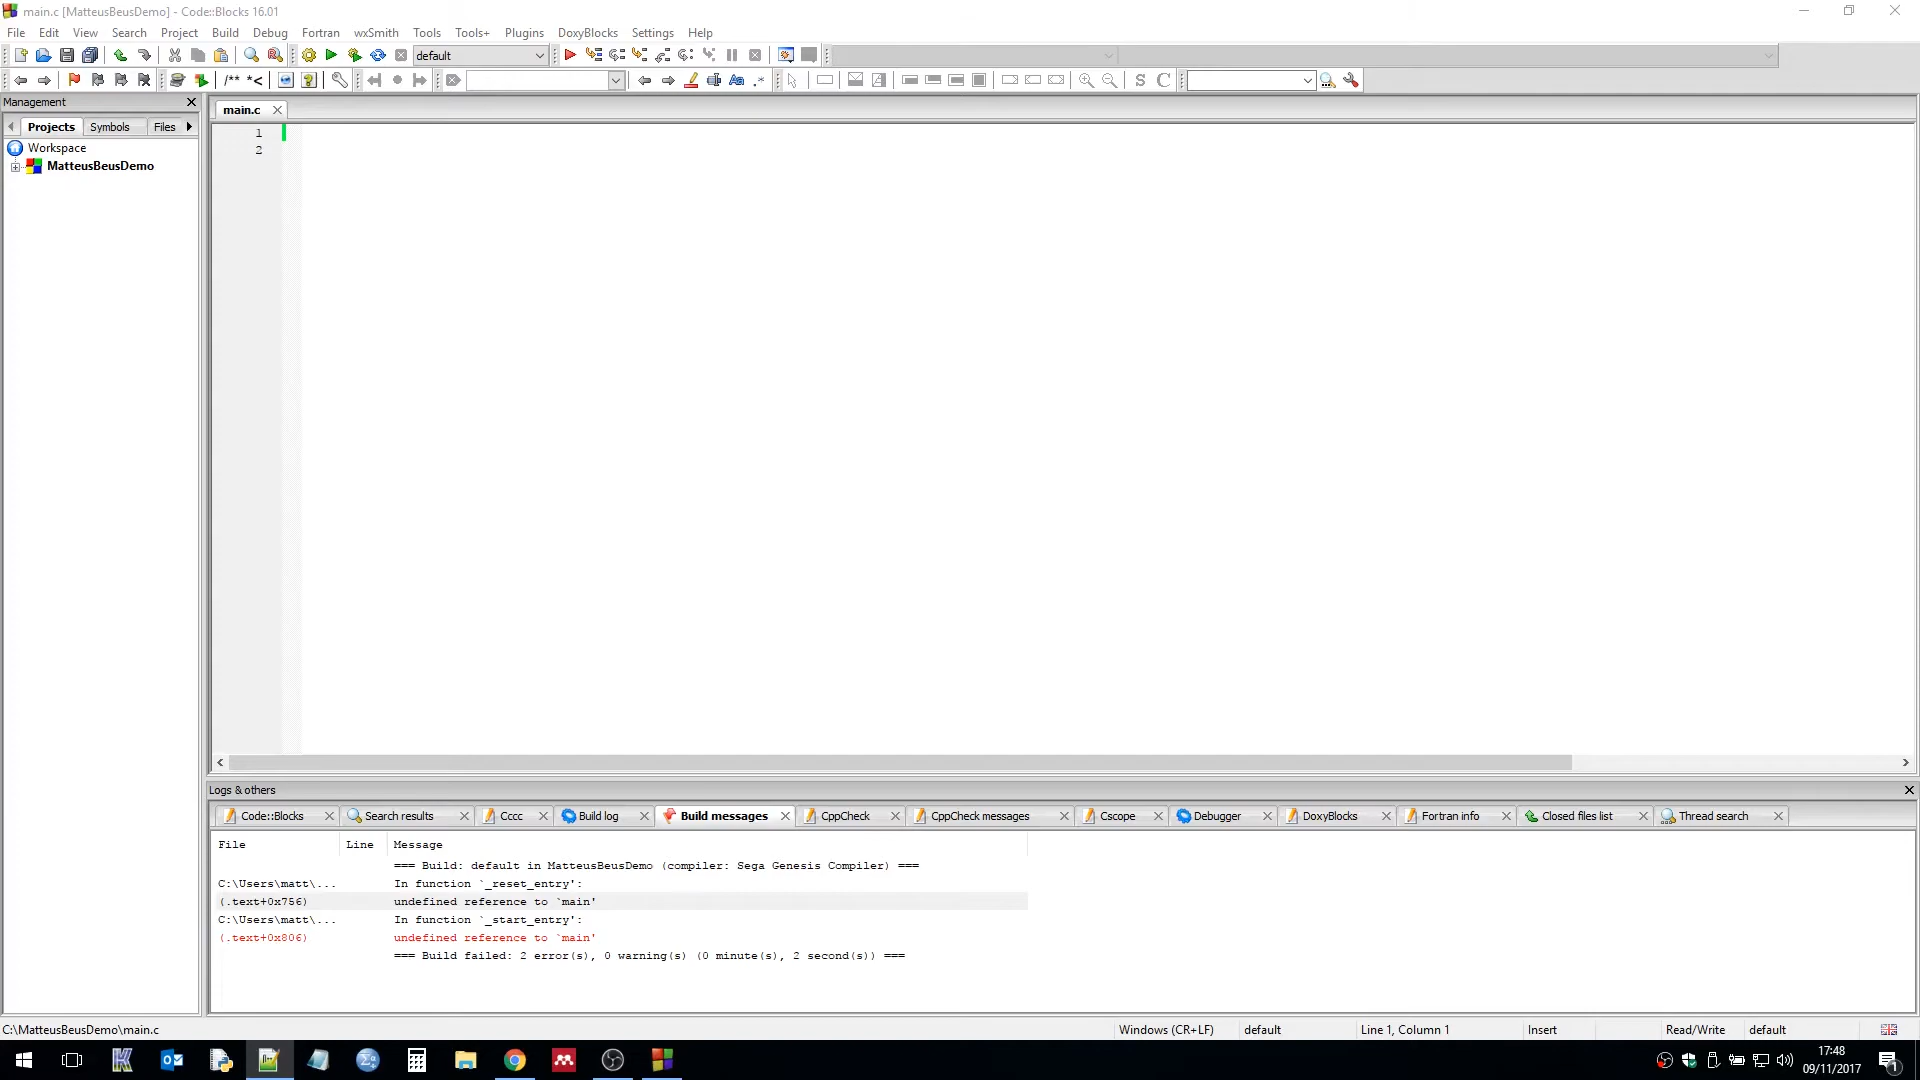 main.c [MatteusBeusDemo] - Code::Blocks 16.01
File Edit View Search Project Build Debug Fortran wxSmith Tools Tools+ Plugins DoxyBlocks Settings Help
default
/** *<
Aa .*
S C
Management
Projects Symbols Files
Workspace
MatteusBeusDemo
main.c
1
2
Logs & others
Code::Blocks Search results Cccc Build log Build messages CppCheck CppCheck messages Cscope Debugger DoxyBlocks Fortran info Closed files list Thread search
File Line Message
=== Build: default in MatteusBeusDemo (compiler: Sega Genesis Compiler) ===
C:\Users\matt\... In function `_reset_entry':
(.text+0x756) undefined reference to `main'
C:\Users\matt\... In function `_start_entry':
(.text+0x806) undefined reference to `main'
=== Build failed: 2 error(s), 0 warning(s) (0 minute(s), 2 second(s)) ===
C:\MatteusBeusDemo\main.c Windows (CR+LF) default Line 1, Column 1 Insert Read/Write default
17:48
09/11/2017